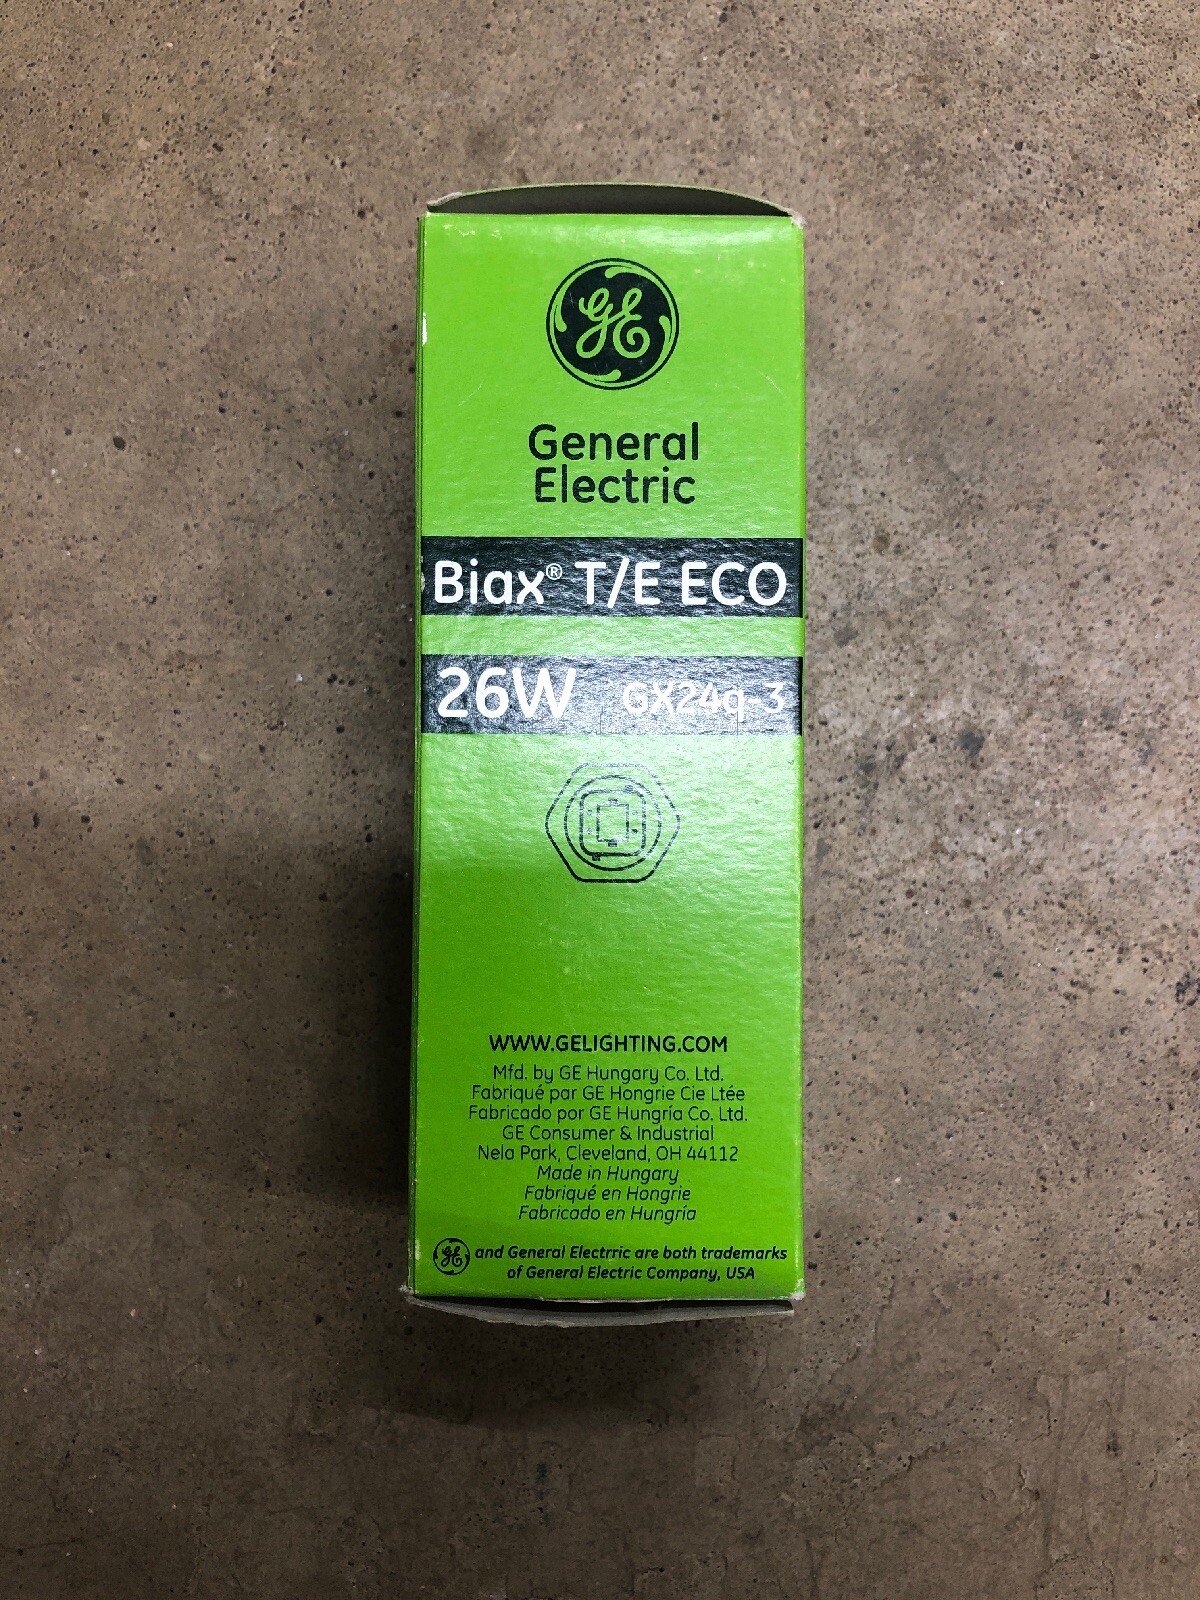 GE
General
Electric
Biax® T/E ECO
26W GX24q-3
WWW.GELIGHTING.COM
Mfd. by GE Hungary Co. Ltd.
Fabriqué par GE Hongrie Cie Ltée
Fabricado por GE Hungría Co. Ltd.
GE Consumer & Industrial
Nela Park, Cleveland, OH 44112
Made in Hungary
Fabriqué en Hongrie
Fabricado en Hungría
GE and General Electrric are both trademarks
of General Electric Company, USA